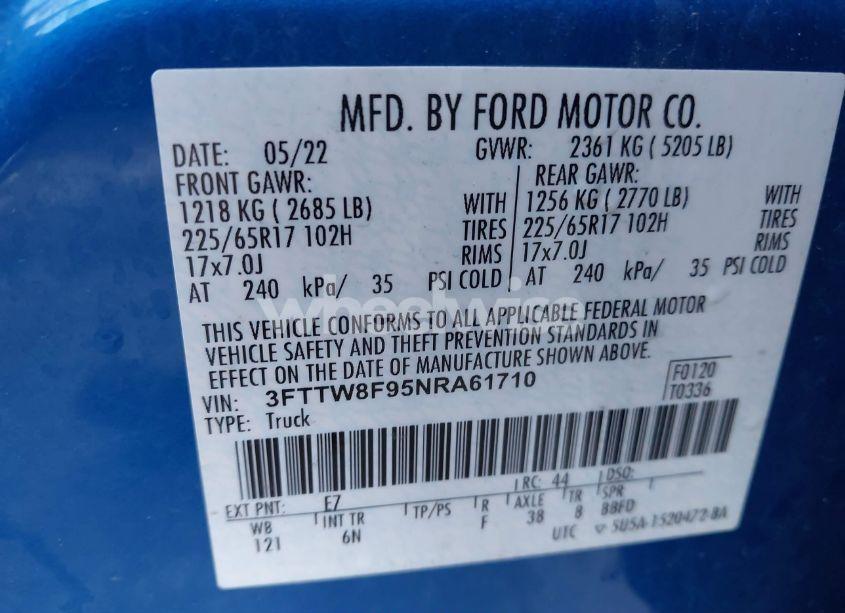 MFD. BY FORD MOTOR CO.
DATE: 05/22 GVWR: 2361 KG ( 5205 LB)
FRONT GAWR: REAR GAWR:
1218 KG ( 2685 LB) WITH 1256 KG ( 2770 LB) WITH
225/65R17 102H TIRES 225/65R17 102H TIRES
17x7.0J RIMS 17x7.0J RIMS
AT 240 kPa/ 35 PSI COLD AT 240 kPa/ 35 PSI COLD
wheelwise
THIS VEHICLE CONFORMS TO ALL APPLICABLE FEDERAL MOTOR
VEHICLE SAFETY AND THEFT PREVENTION STANDARDS IN
EFFECT ON THE DATE OF MANUFACTURE SHOWN ABOVE.
VIN: 3FTTW8F95NRA61710 F0120
TYPE: Truck T0336
EXT PNT: E7 RC: 44 DSO:
WB INT TR TP/PS R AXLE TR SPR
121 6N F 38 8 BBFD
UTC 5U5A-1520472-BA